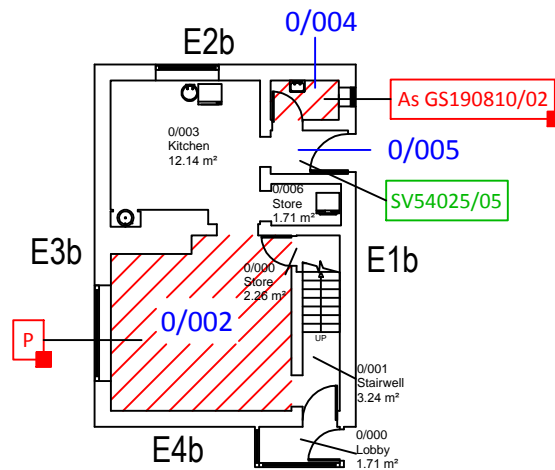 0/004
E2b
As GS190810/02
0/003
Kitchen
12.14 m²
0/005
0/006
Store
1.71 m²
SV54025/05
E3b
E1b
0/000
Store
2.26 m²
0/002
P
UP
0/001
Stairwell
3.24 m²
E4b
0/000
Lobby
1.71 m²